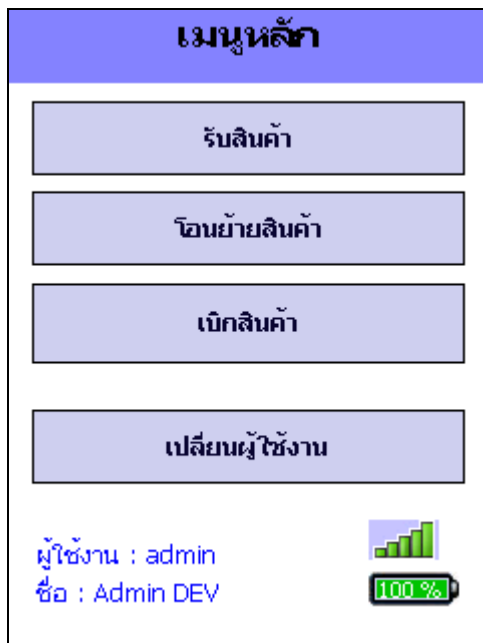 เมนูหลัก
รับสินค้า
โอนย้ายสินค้า
เบิกสินค้า
เปลี่ยนผู้ใช้งาน
ผู้ใช้งาน : admin
ชื่อ : Admin DEV
100 %